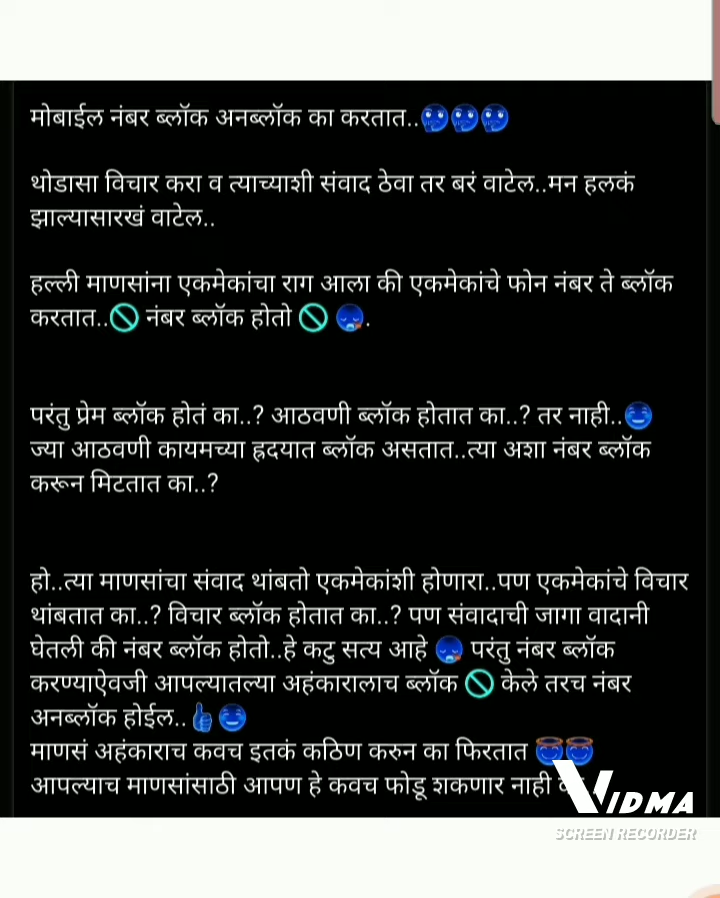 मोबाईल नंबर ब्लॉक अनब्लॉक का करतात..
थोडासा विचार करा व त्याच्याशी संवाद ठेवा तर बरं वाटेल..मन हलकं
झाल्यासारखं वाटेल..
हल्ली माणसांना एकमेकांचा राग आला की एकमेकांचे फोन नंबर ते ब्लॉक
करतात..🚫 नंबर ब्लॉक होतो 🚫 😪.
परंतु प्रेम ब्लॉक होतं का..? आठवणी ब्लॉक होतात का..? तर नाही..
ज्या आठवणी कायमच्या ह्रदयात ब्लॉक असतात..त्या अशा नंबर ब्लॉक
करून मिटतात का..?
हो..त्या माणसांचा संवाद थांबतो एकमेकांशी होणारा..पण एकमेकांचे विचार
थांबतात का..? विचार ब्लॉक होतात का..? पण संवादाची जागा वादानी
घेतली की नंबर ब्लॉक होतो..हे कटु सत्य आहे 😪 परंतु नंबर ब्लॉक
करण्याऐवजी आपल्यातल्या अहंकारालाच ब्लॉक 🚫 केले तरच नंबर
अनब्लॉक होईल..👍
माणसं अहंकाराच कवच इतकं कठिण करुन का फिरतात 😇😇
आपल्याच माणसांसाठी आपण हे कवच फोडू शकणार नाही
VIDMA
SCREEN RECORDER